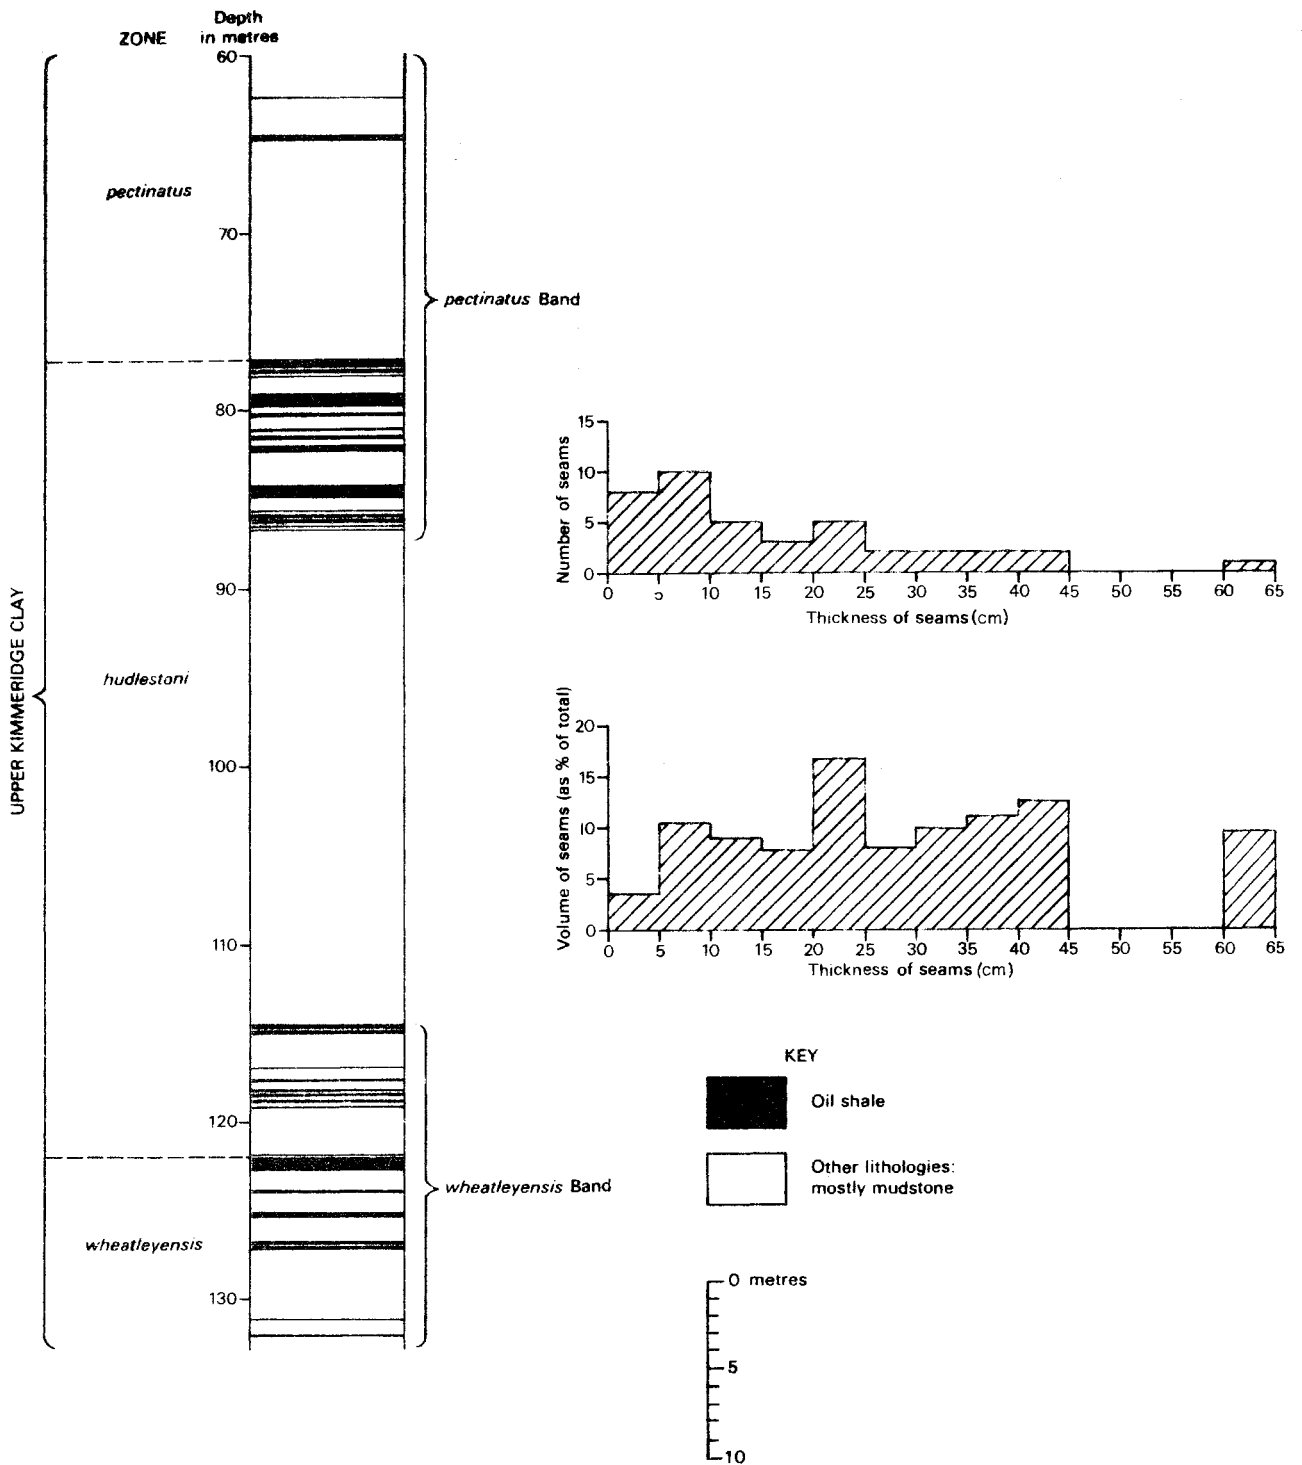 ZONE
Depth
in metres
60
70
80
90
100
110
120
130
UPPER KIMMERIDGE CLAY
pectinatus
hudlestoni
wheatleyensis
pectinatus Band
wheatleyensis Band
Number of seams
15
10
5
0
0 5 10 15 20 25 30 35 40 45 50 55 60 65
Thickness of seams (cm)
Volume of seams (as % of total)
20
15
10
5
0
0 5 10 15 20 25 30 35 40 45 50 55 60 65
Thickness of seams (cm)
KEY
Oil shale
Other lithologies:
mostly mudstone
0 metres
5
10